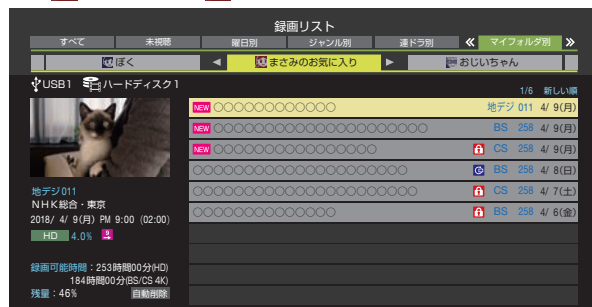 録画リスト
すべて 未視聴 曜日別 ジャンル別 連ドラ別 ≪ マイフォルダ別 ≫
ぼく ◀ まさみのお気に入り ▶ おじいちゃん
USB1 ハードディスク1
1/6 新しい順
NEW ○○○○○○○○○○○○○ 地デジ 011 4/ 9(月)
NEW ○○○○○○○○○○○○○○○○○○○○○○○ BS 258 4/ 9(月)
NEW ○○○○○○○○○○○○○○○○○ CS 258 4/ 9(月)
○○○○○○○○○○○○○○○○○○○○○○○ BS 258 4/ 8(日)
○○○○○○○○○○○○○○○○○○○○○○○○ CS 258 4/ 7(土)
○○○○○○○○○○○○○○○ BS 258 4/ 6(金)
地デジ011
NHK総合・東京
2018/ 4/ 9(月) PM 9:00 (02:00)
HD 4.0% 9
録画可能時間：253時間00分(HD)
184時間00分(BS/CS 4K)
残量：46% 自動削除